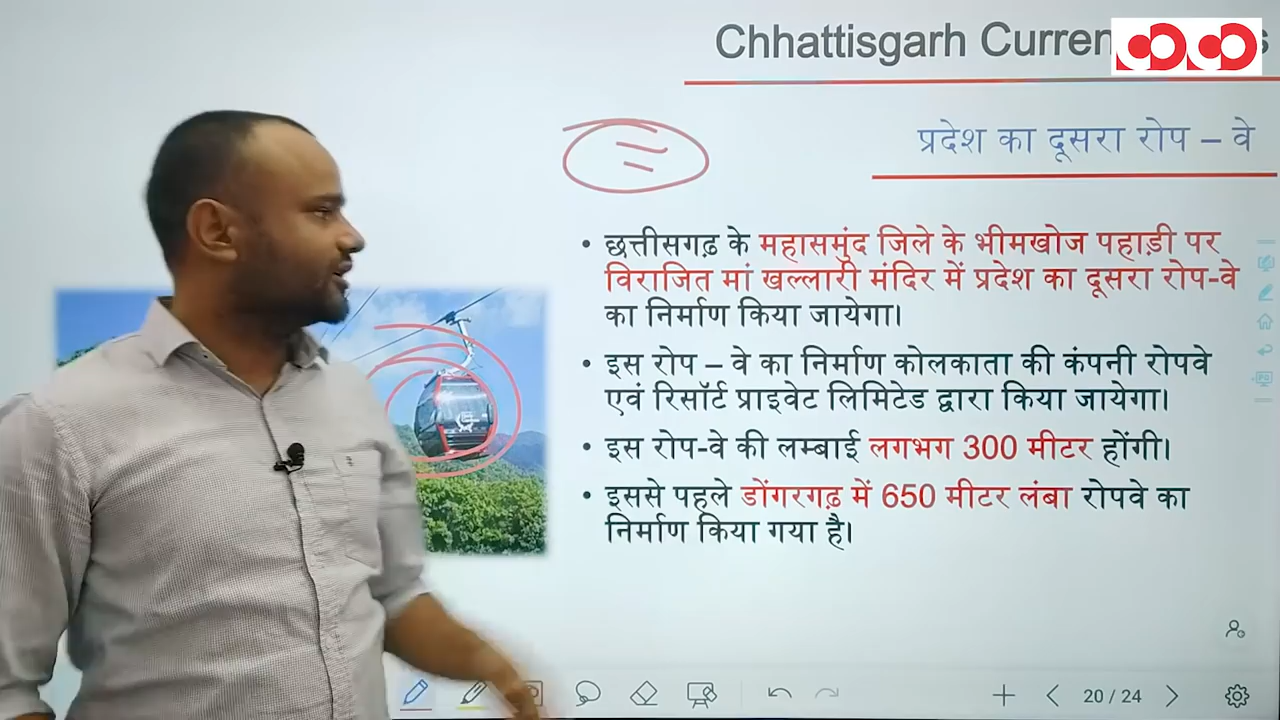 Chhattisgarh Curren
प्रदेश का दूसरा रोप – वे
• छत्तीसगढ़ के महासमुंद जिले के भीमखोज पहाड़ी पर
विराजित मां खल्लारी मंदिर में प्रदेश का दूसरा रोप-वे
का निर्माण किया जायेगा।
• इस रोप – वे का निर्माण कोलकाता की कंपनी रोपवे
एवं रिसॉर्ट प्राइवेट लिमिटेड द्वारा किया जायेगा।
• इस रोप-वे की लम्बाई लगभग 300 मीटर होंगी।
• इससे पहले डोंगरगढ़ में 650 मीटर लंबा रोपवे का
निर्माण किया गया है।
20 / 24